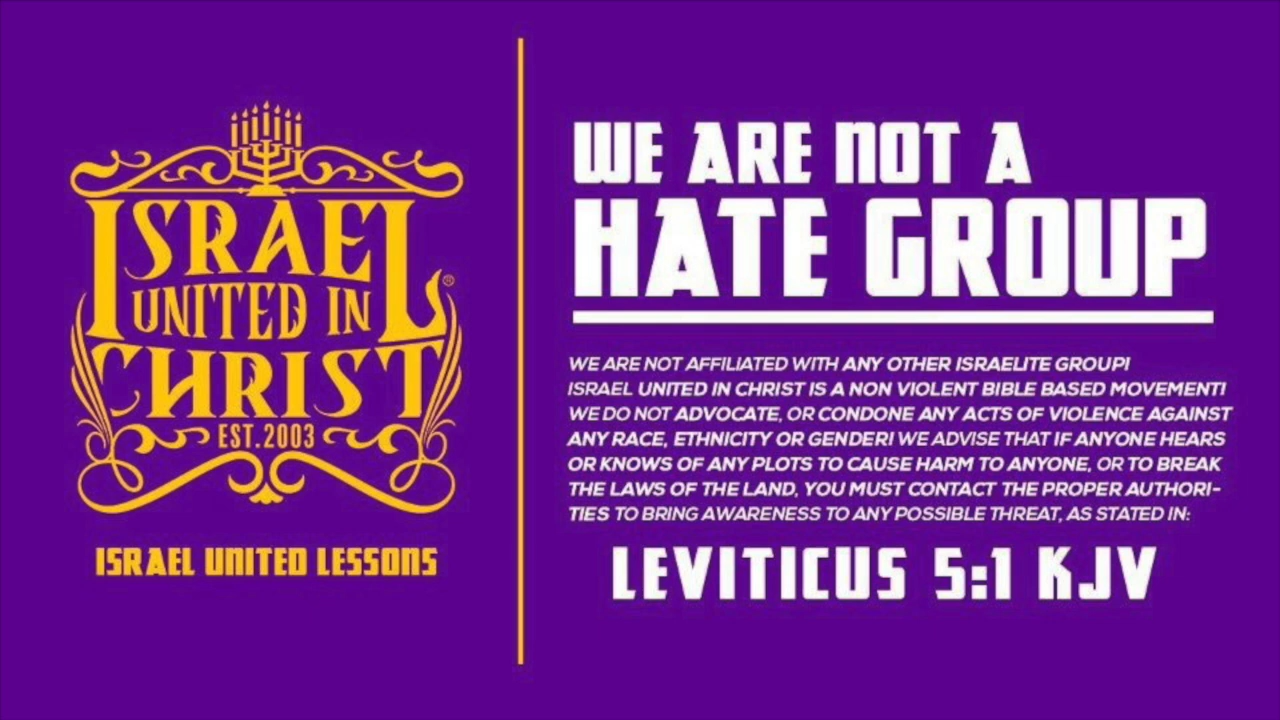 ISRAEL
UNITED IN
CHRIST
EST.2003
ISRAEL UNITED LESSONS
WE ARE NOT A
HATE GROUP
WE ARE NOT AFFILIATED WITH ANY OTHER ISRAELITE GROUP!
ISRAEL UNITED IN CHRIST IS A NON VIOLENT BIBLE BASED MOVEMENT!
WE DO NOT ADVOCATE, OR CONDONE ANY ACTS OF VIOLENCE AGAINST
ANY RACE, ETHNICITY OR GENDER! WE ADVISE THAT IF ANYONE HEARS
OR KNOWS OF ANY PLOTS TO CAUSE HARM TO ANYONE, OR TO BREAK
THE LAWS OF THE LAND, YOU MUST CONTACT THE PROPER AUTHORI-
TIES TO BRING AWARENESS TO ANY POSSIBLE THREAT, AS STATED IN:
LEVITICUS 5:1 KJV